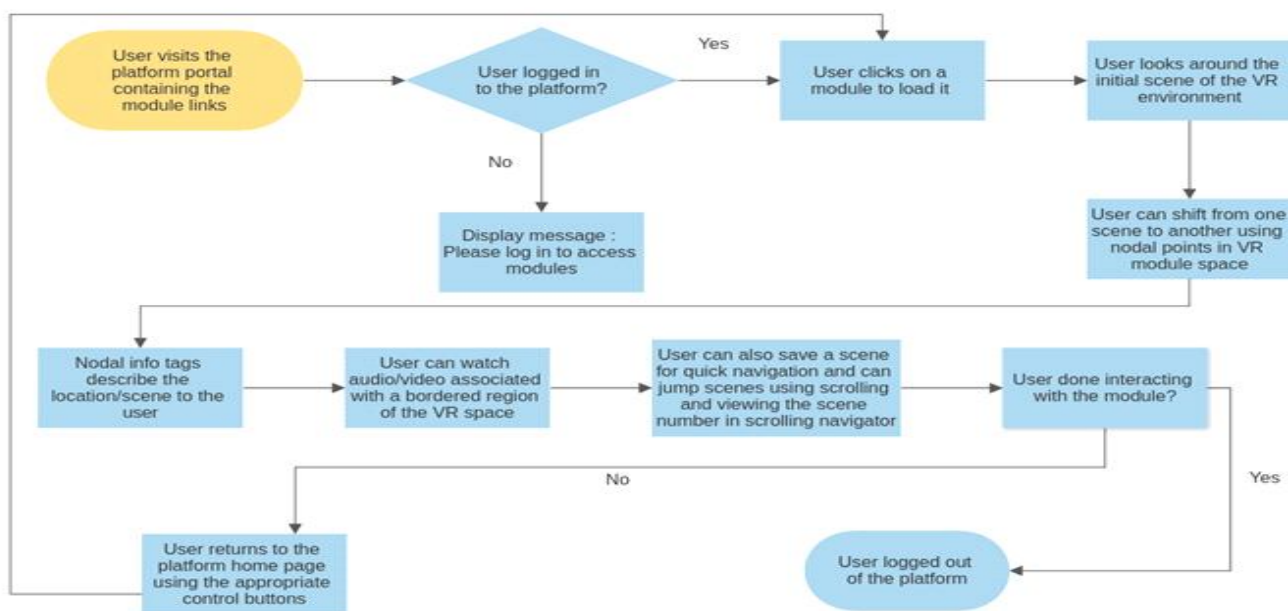 User visits the
platform portal
containing the
module links
User logged in
to the platform?
Yes
User clicks on a
module to load it
User looks around the
initial scene of the VR
environment
No
Display message :
Please log in to access
modules
User can shift from one
scene to another using
nodal points in VR
module space
Nodal info tags
describe the
location/scene to the
user
User can watch
audio/video associated
with a bordered region
of the VR space
User can also save a scene
for quick navigation and can
jump scenes using scrolling
and viewing the scene
number in scrolling navigator
User done interacting
with the module?
No
Yes
User returns to the
platform home page
using the appropriate
control buttons
User logged out
of the platform